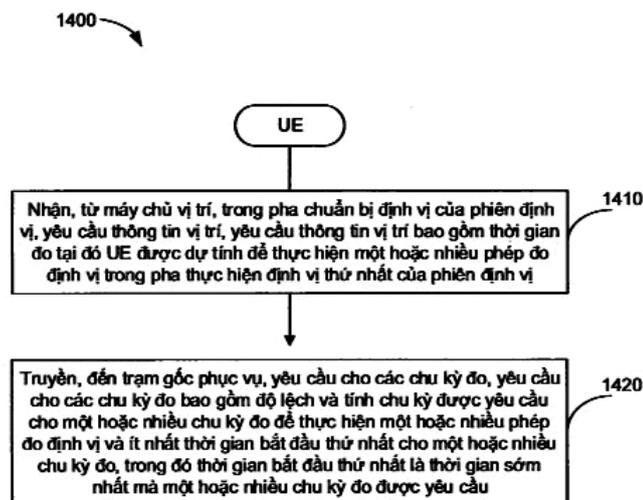 1400
UE
1410
Nhận, từ máy chủ vị trí, trong pha chuẩn bị định vị của phiên định
vị, yêu cầu thông tin vị trí, yêu cầu thông tin vị trí bao gồm thời gian
đo tại đó UE được dự tính để thực hiện một hoặc nhiều phép đo
định vị trong pha thực hiện định vị thứ nhất của phiên định vị
1420
Truyền, đến trạm gốc phục vụ, yêu cầu cho các chu kỳ đo, yêu cầu
cho các chu kỳ đo bao gồm độ lệch và tính chu kỳ được yêu cầu
cho một hoặc nhiều chu kỳ đo để thực hiện một hoặc nhiều phép
đo định vị và ít nhất thời gian bắt đầu thứ nhất cho một hoặc nhiều
chu kỳ đo, trong đó thời gian bắt đầu thứ nhất là thời gian sớm
nhất mà một hoặc nhiều chu kỳ đo được yêu cầu